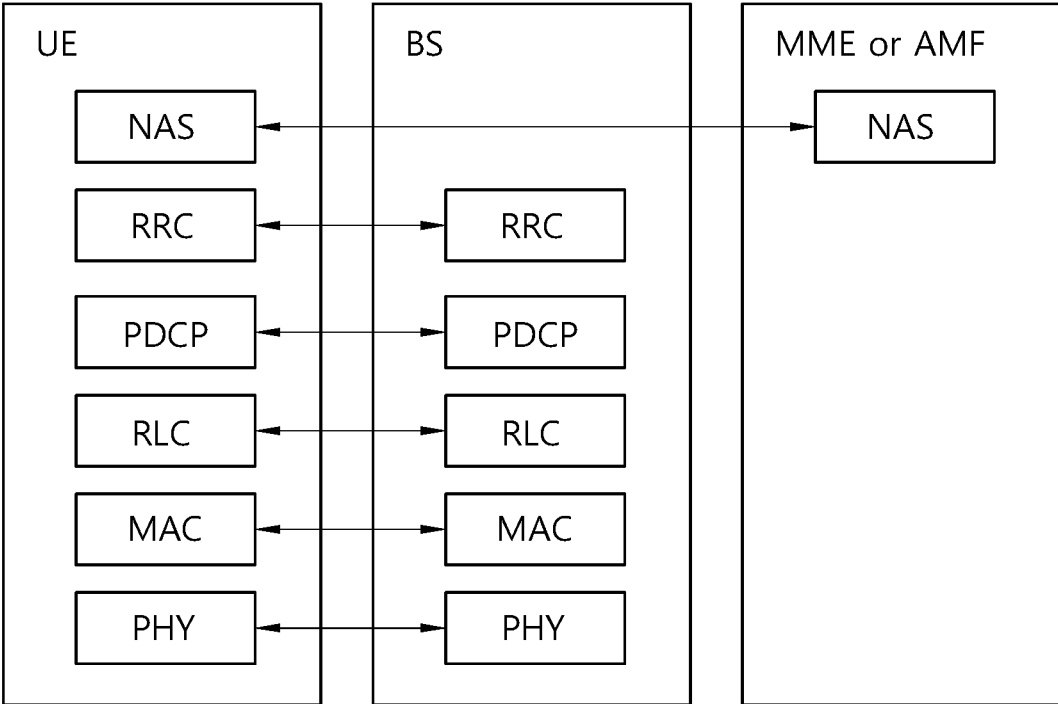 UE
BS
MME or AMF
NAS
NAS
RRC
RRC
PDCP
PDCP
RLC
RLC
MAC
MAC
PHY
PHY